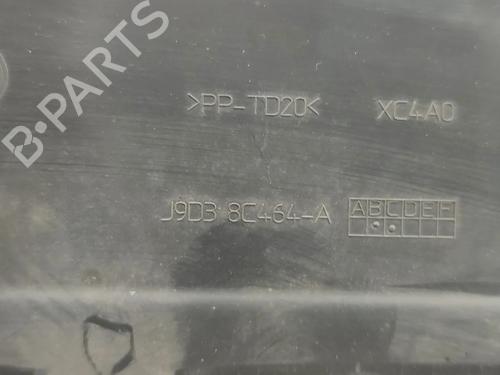 B-PARTS
>PP-TD20< XC4A0
J9D3 8C464-A ABCDEF